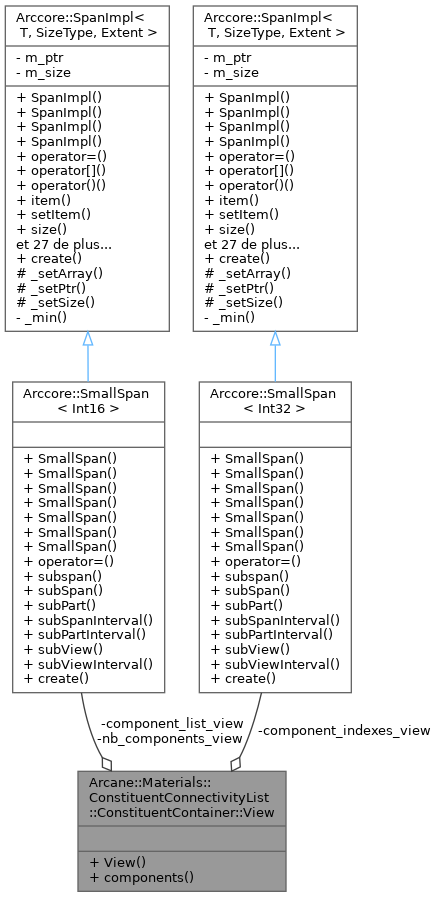 Arccore::SpanImpl<
T, SizeType, Extent >
- m_ptr
- m_size
+ SpanImpl()
+ SpanImpl()
+ SpanImpl()
+ SpanImpl()
+ operator=()
+ operator[]()
+ operator()()
+ item()
+ setItem()
+ size()
et 27 de plus...
+ create()
# _setArray()
# _setPtr()
# _setSize()
- _min()
Arccore::SpanImpl<
T, SizeType, Extent >
- m_ptr
- m_size
+ SpanImpl()
+ SpanImpl()
+ SpanImpl()
+ SpanImpl()
+ operator=()
+ operator[]()
+ operator()()
+ item()
+ setItem()
+ size()
et 27 de plus...
+ create()
# _setArray()
# _setPtr()
# _setSize()
- _min()
Arccore::SmallSpan
< Int16 >
+ SmallSpan()
+ SmallSpan()
+ SmallSpan()
+ SmallSpan()
+ SmallSpan()
+ SmallSpan()
+ SmallSpan()
+ operator=()
+ subspan()
+ subSpan()
+ subPart()
+ subSpanInterval()
+ subPartInterval()
+ subView()
+ subViewInterval()
+ create()
Arccore::SmallSpan
< Int32 >
+ SmallSpan()
+ SmallSpan()
+ SmallSpan()
+ SmallSpan()
+ SmallSpan()
+ SmallSpan()
+ SmallSpan()
+ operator=()
+ subspan()
+ subSpan()
+ subPart()
+ subSpanInterval()
+ subPartInterval()
+ subView()
+ subViewInterval()
+ create()
-component_list_view
-nb_components_view
-component_indexes_view
Arcane::Materials::
ConstituentConnectivityList
::ConstituentContainer::View
+ View()
+ components()